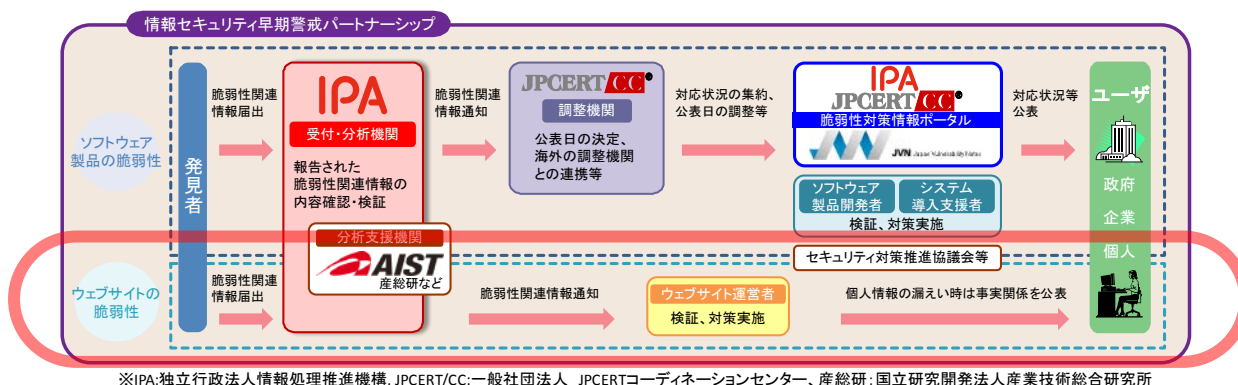 情報セキュリティ早期警戒パートナーシップ
ソフトウェア
製品の脆弱性
発見者
脆弱性関連
情報届出
IPA
受付・分析機関
報告された
脆弱性関連情報の
内容確認・検証
分析支援機関
AIST
産総研など
脆弱性関連
情報通知
JPCERT CC®
調整機関
公表日の決定、
海外の調整機関
との連携等
対応状況の集約、
公表日の調整等
IPA
JPCERT CC®
脆弱性対策情報ポータル
JVN Japan Vulnerability Notes
ソフトウェア
製品開発者
システム
導入支援者
検証、対策実施
セキュリティ対策推進協議会等
対応状況等
公表
ユーザ
政府
企業
個人
ウェブサイトの
脆弱性
脆弱性関連
情報届出
脆弱性関連情報通知
ウェブサイト運営者
検証、対策実施
個人情報の漏えい時は事実関係を公表
※IPA:独立行政法人情報処理推進機構, JPCERT/CC:一般社団法人 JPCERTコーディネーションセンター、産総研:国立研究開発法人産業技術総合研究所